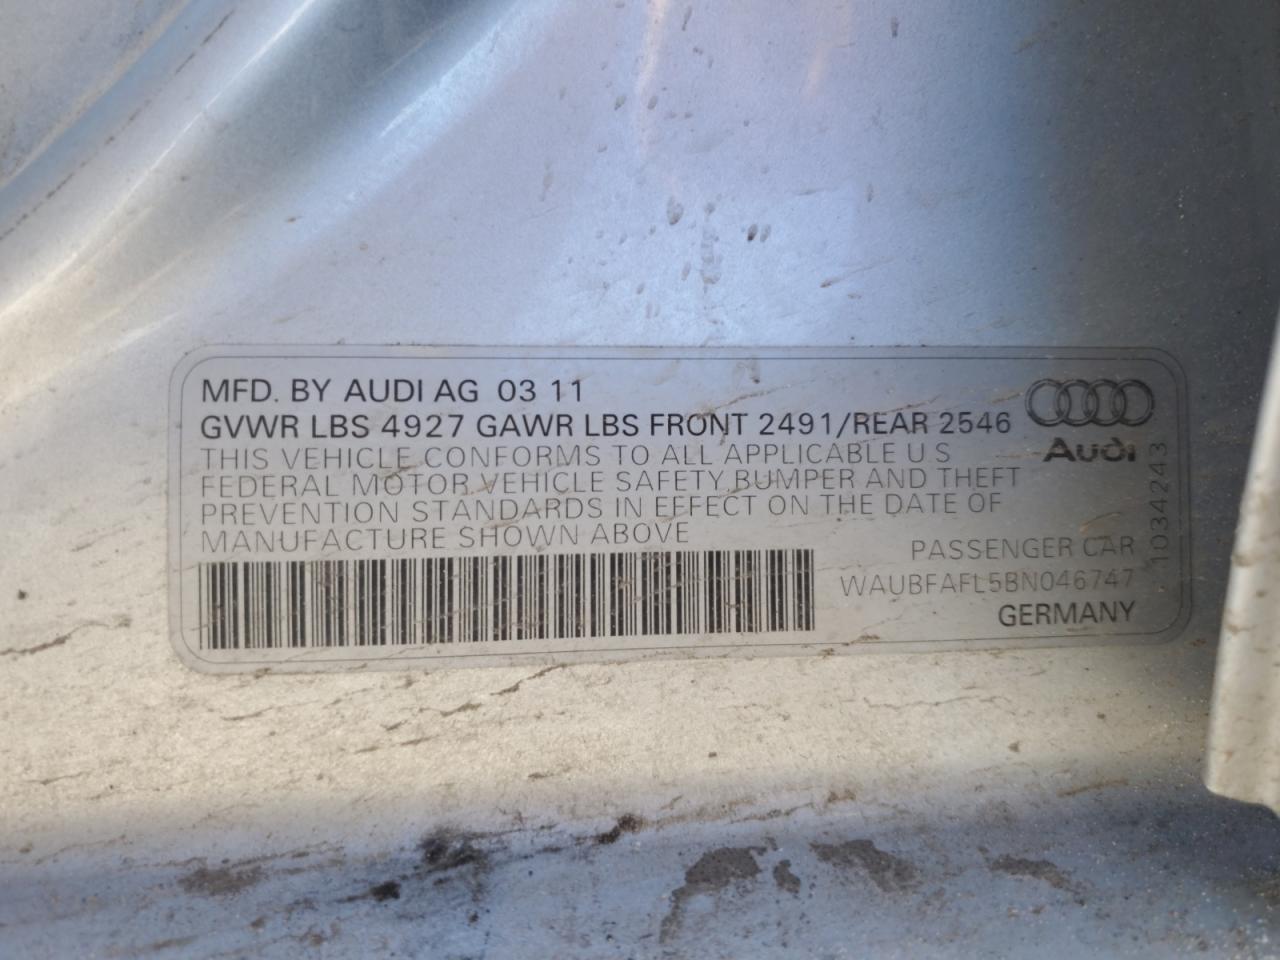 MFD. BY AUDI AG 03 11
GVWR LBS 4927 GAWR LBS FRONT 2491/REAR 2546
THIS VEHICLE CONFORMS TO ALL APPLICABLE U S
FEDERAL MOTOR VEHICLE SAFETY BUMPER AND THEFT
PREVENTION STANDARDS IN EFFECT ON THE DATE OF
MANUFACTURE SHOWN ABOVE
Audi
PASSENGER CAR
WAUBFAFL5BN046747
GERMANY
1034243